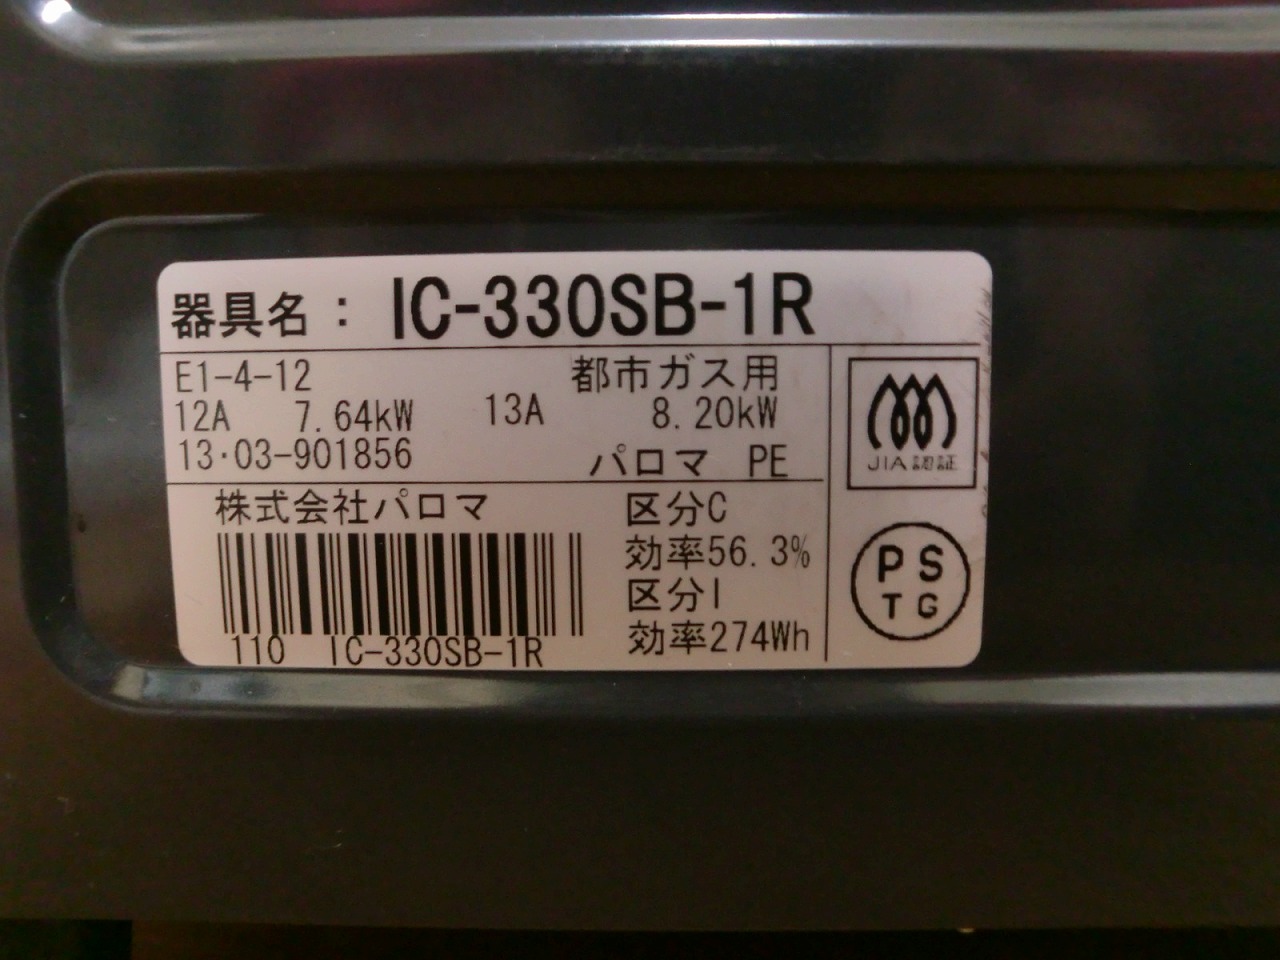 器具名： IC-330SB-1R
E1-4-12 都市ガス用
12A 7.64kW 13A 8.20kW
13・03-901856 パロマ PE
株式会社パロマ 区分C
効率56.3%
区分I
110 IC-330SB-1R 効率274Wh
JIA認証
PS
TG